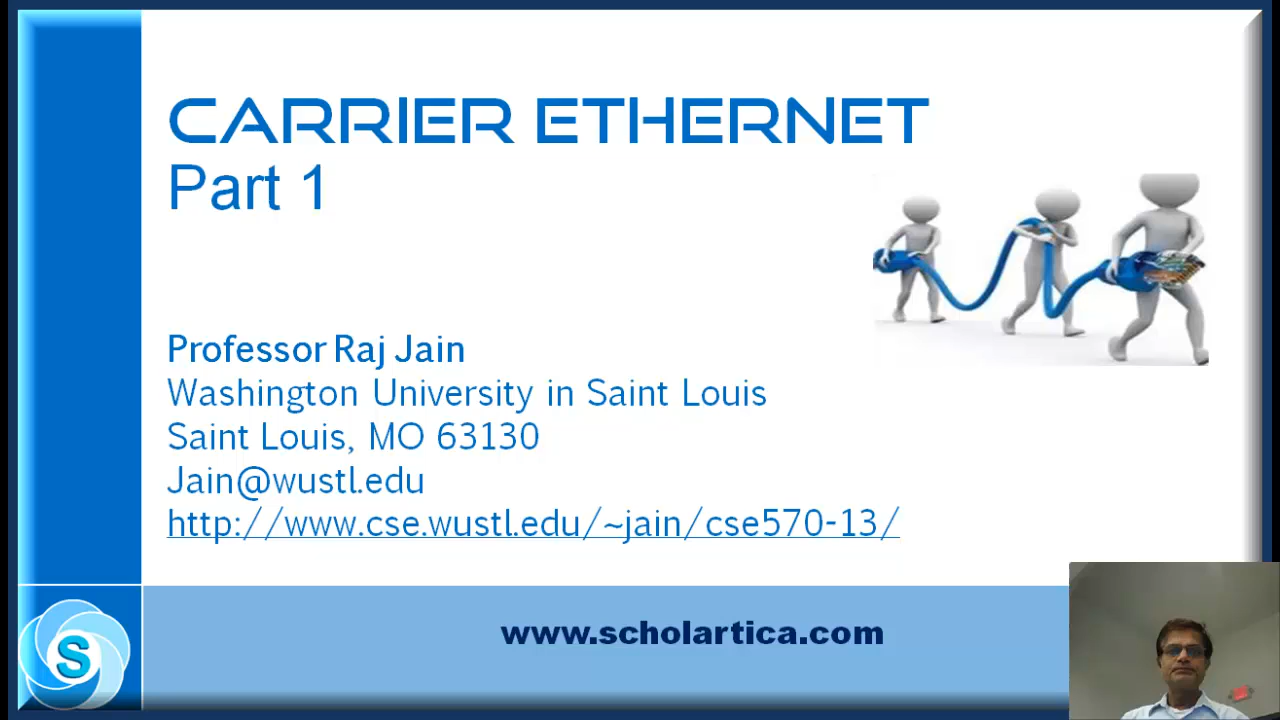 CARRIER ETHERNET
Part 1
Professor Raj Jain
Washington University in Saint Louis
Saint Louis, MO 63130
Jain@wustl.edu
http://www.cse.wustl.edu/~jain/cse570-13/
www.scholartica.com
S